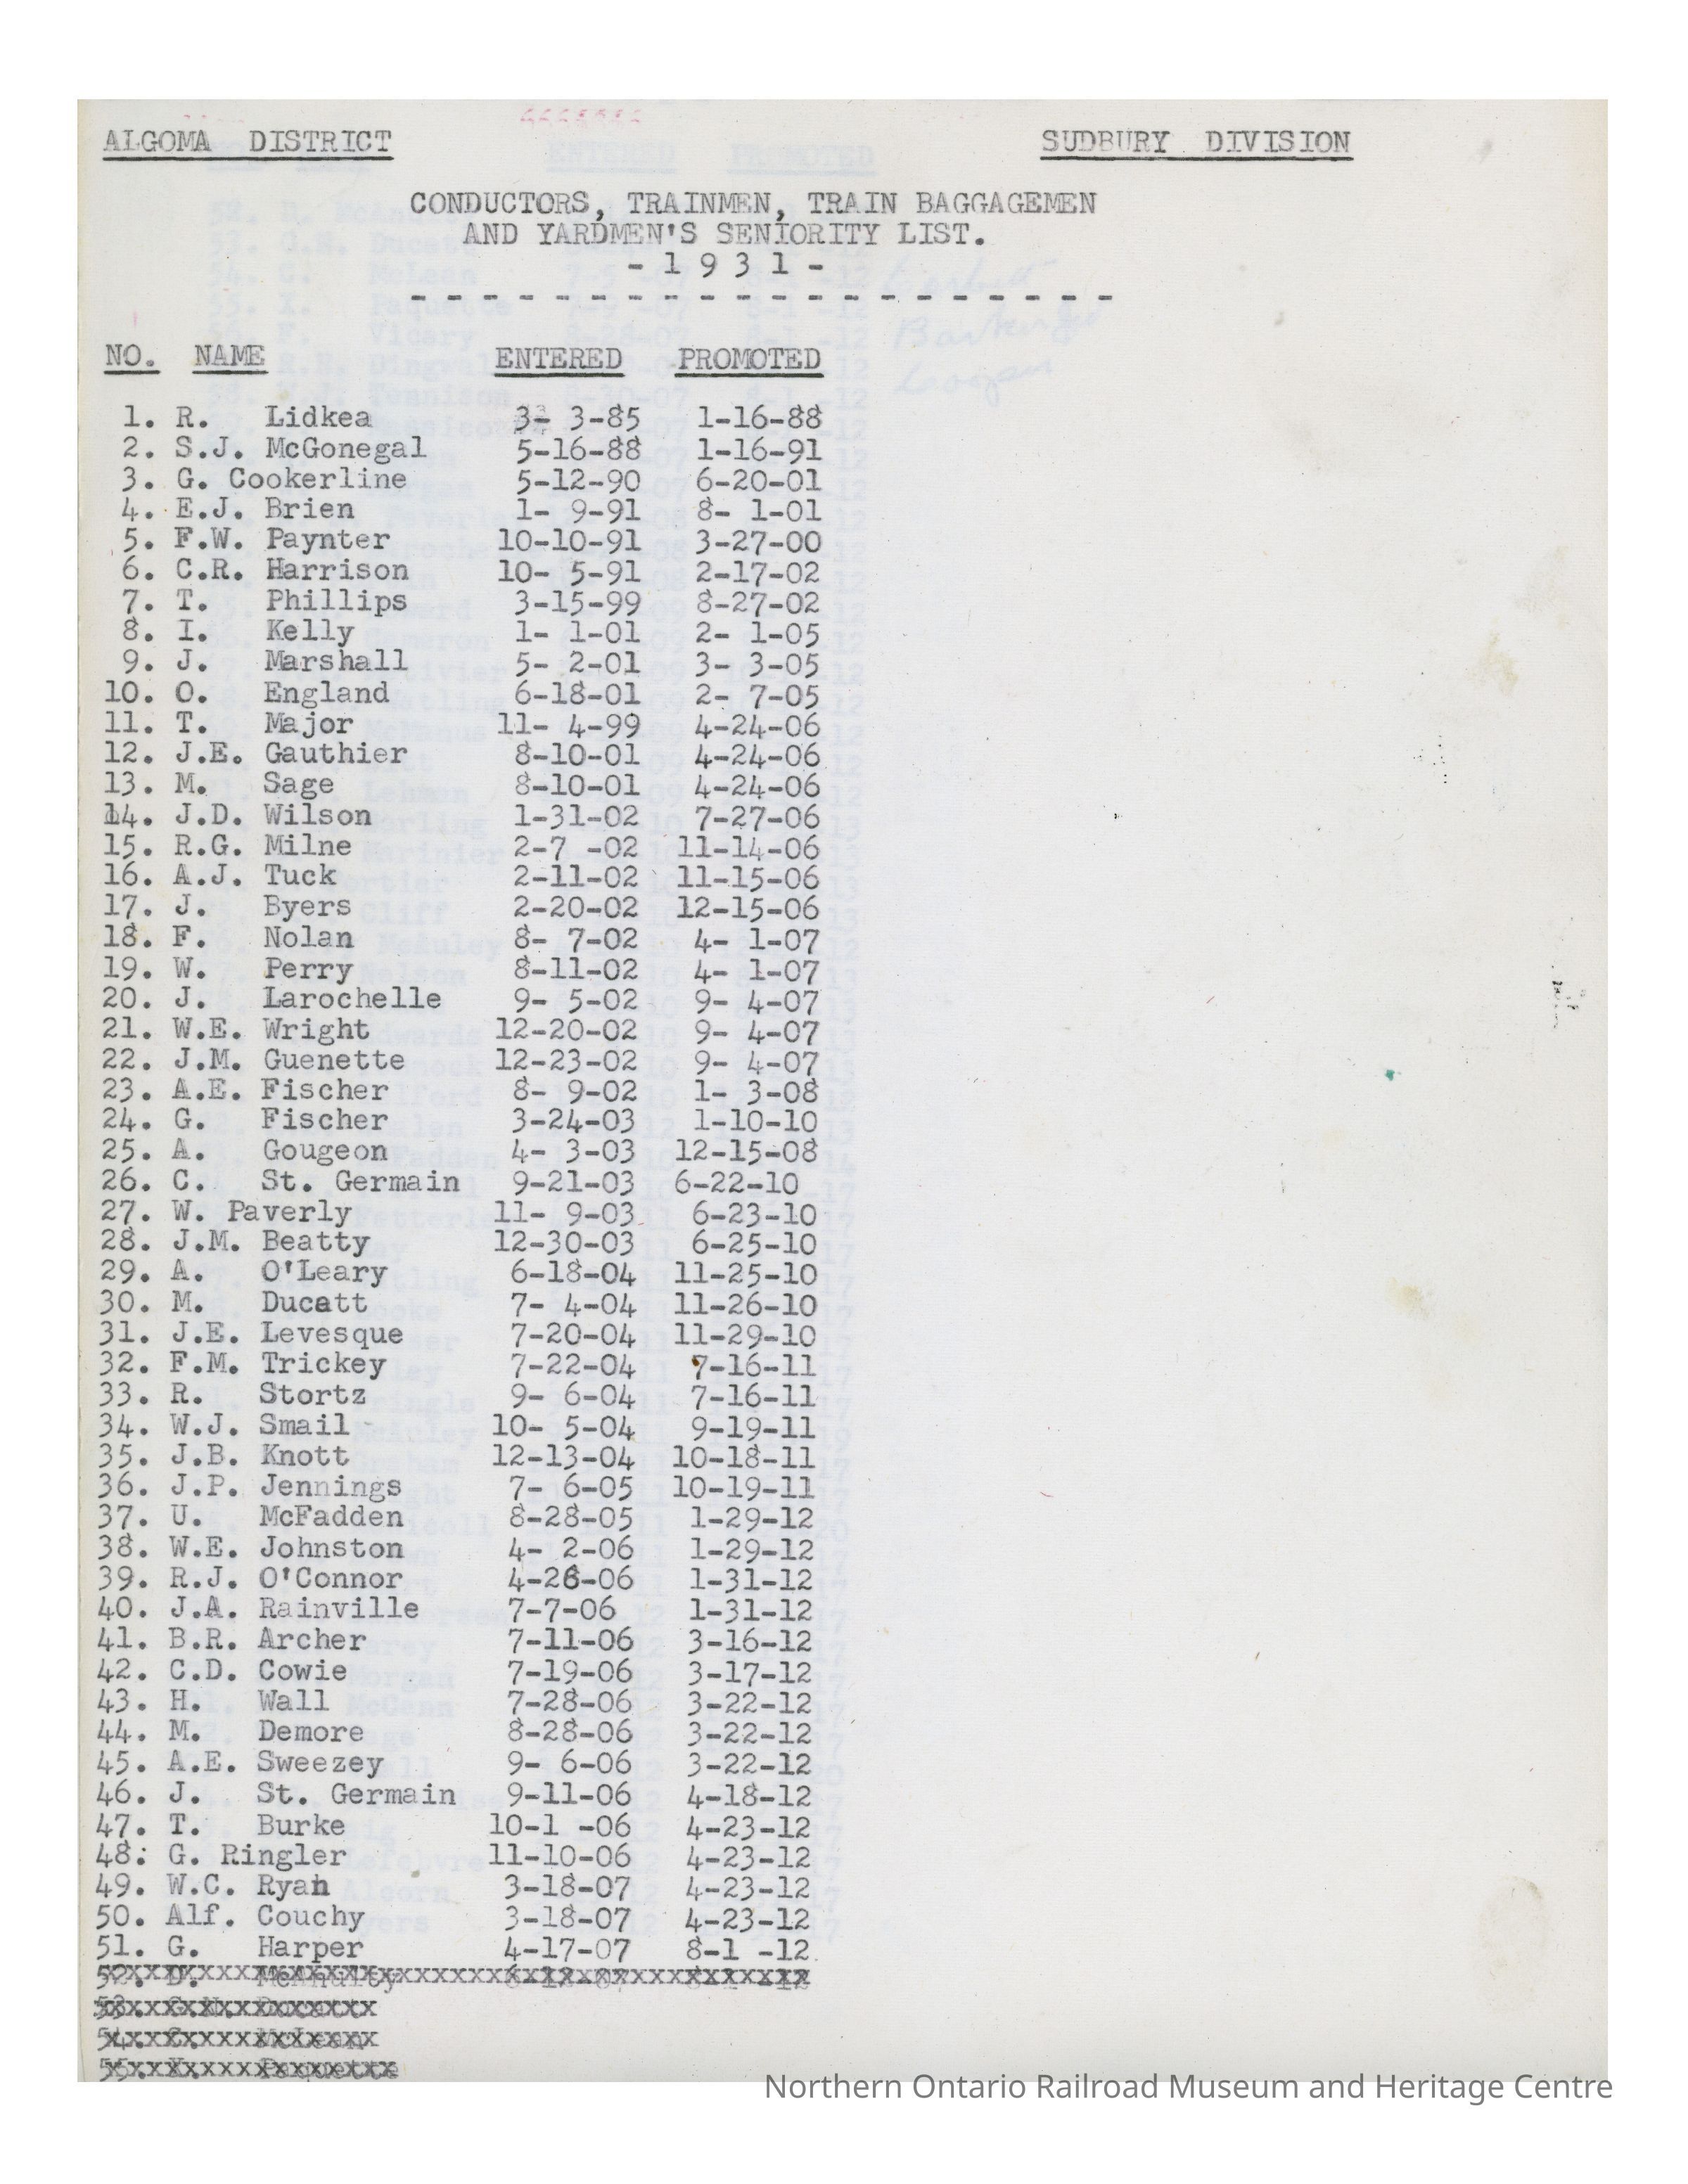 ALGOMA DISTRICT SUDBURY DIVISION
CONDUCTORS, TRAINMEN, TRAIN BAGGAGEMEN
AND YARDMEN'S SENIORITY LIST.
- 1 9 3 1 -
- - - - - - - - - - - - - - - - - - - -
NO. NAME ENTERED PROMOTED
1. R. Lidkea 3- 3-85 1-16-88
2. S.J. McGonegal 5-16-88 1-16-91
3. G. Cookerline 5-12-90 6-20-01
4. E.J. Brien 1- 9-91 8- 1-01
5. F.W. Paynter 10-10-91 3-27-00
6. C.R. Harrison 10- 5-91 2-17-02
7. T. Phillips 3-15-99 8-27-02
8. I. Kelly 1- 1-01 2- 1-05
9. J. Marshall 5- 2-01 3- 3-05
10. O. England 6-18-01 2- 7-05
11. T. Major 11- 4-99 4-24-06
12. J.E. Gauthier 8-10-01 4-24-06
13. M. Sage 8-10-01 4-24-06
14. J.D. Wilson 1-31-02 7-27-06
15. R.G. Milne 2-7 -02 11-14-06
16. A.J. Tuck 2-11-02 11-15-06
17. J. Byers 2-20-02 12-15-06
18. F. Nolan 8- 7-02 4- 1-07
19. W. Perry 8-11-02 4- 1-07
20. J. Larochelle 9- 5-02 9- 4-07
21. W.E. Wright 12-20-02 9- 4-07
22. J.M. Guenette 12-23-02 9- 4-07
23. A.E. Fischer 8- 9-02 1- 3-08
24. G. Fischer 3-24-03 1-10-10
25. A. Gougeon 4- 3-03 12-15-08
26. C. St. Germain 9-21-03 6-22-10
27. W. Paverly 11- 9-03 6-23-10
28. J.M. Beatty 12-30-03 6-25-10
29. A. O'Leary 6-18-04 11-25-10
30. M. Ducatt 7- 4-04 11-26-10
31. J.E. Levesque 7-20-04 11-29-10
32. F.M. Trickey 7-22-04 7-16-11
33. R. Stortz 9- 6-04 7-16-11
34. W.J. Smail 10- 5-04 9-19-11
35. J.B. Knott 12-13-04 10-18-11
36. J.P. Jennings 7- 6-05 10-19-11
37. U. McFadden 8-28-05 1-29-12
38. W.E. Johnston 4- 2-06 1-29-12
39. R.J. O'Connor 4-26-06 1-31-12
40. J.A. Rainville 7-7-06 1-31-12
41. B.R. Archer 7-11-06 3-16-12
42. C.D. Cowie 7-19-06 3-17-12
43. H. Wall 7-28-06 3-22-12
44. M. Demore 8-28-06 3-22-12
45. A.E. Sweezey 9- 6-06 3-22-12
46. J. St. Germain 9-11-06 4-18-12
47. T. Burke 10-1 -06 4-23-12
48: G. Ringler 11-10-06 4-23-12
49. W.C. Ryan 3-18-07 4-23-12
50. Alf. Couchy 3-18-07 4-23-12
51. G. Harper 4-17-07 8-1 -12
Northern Ontario Railroad Museum and Heritage Centre